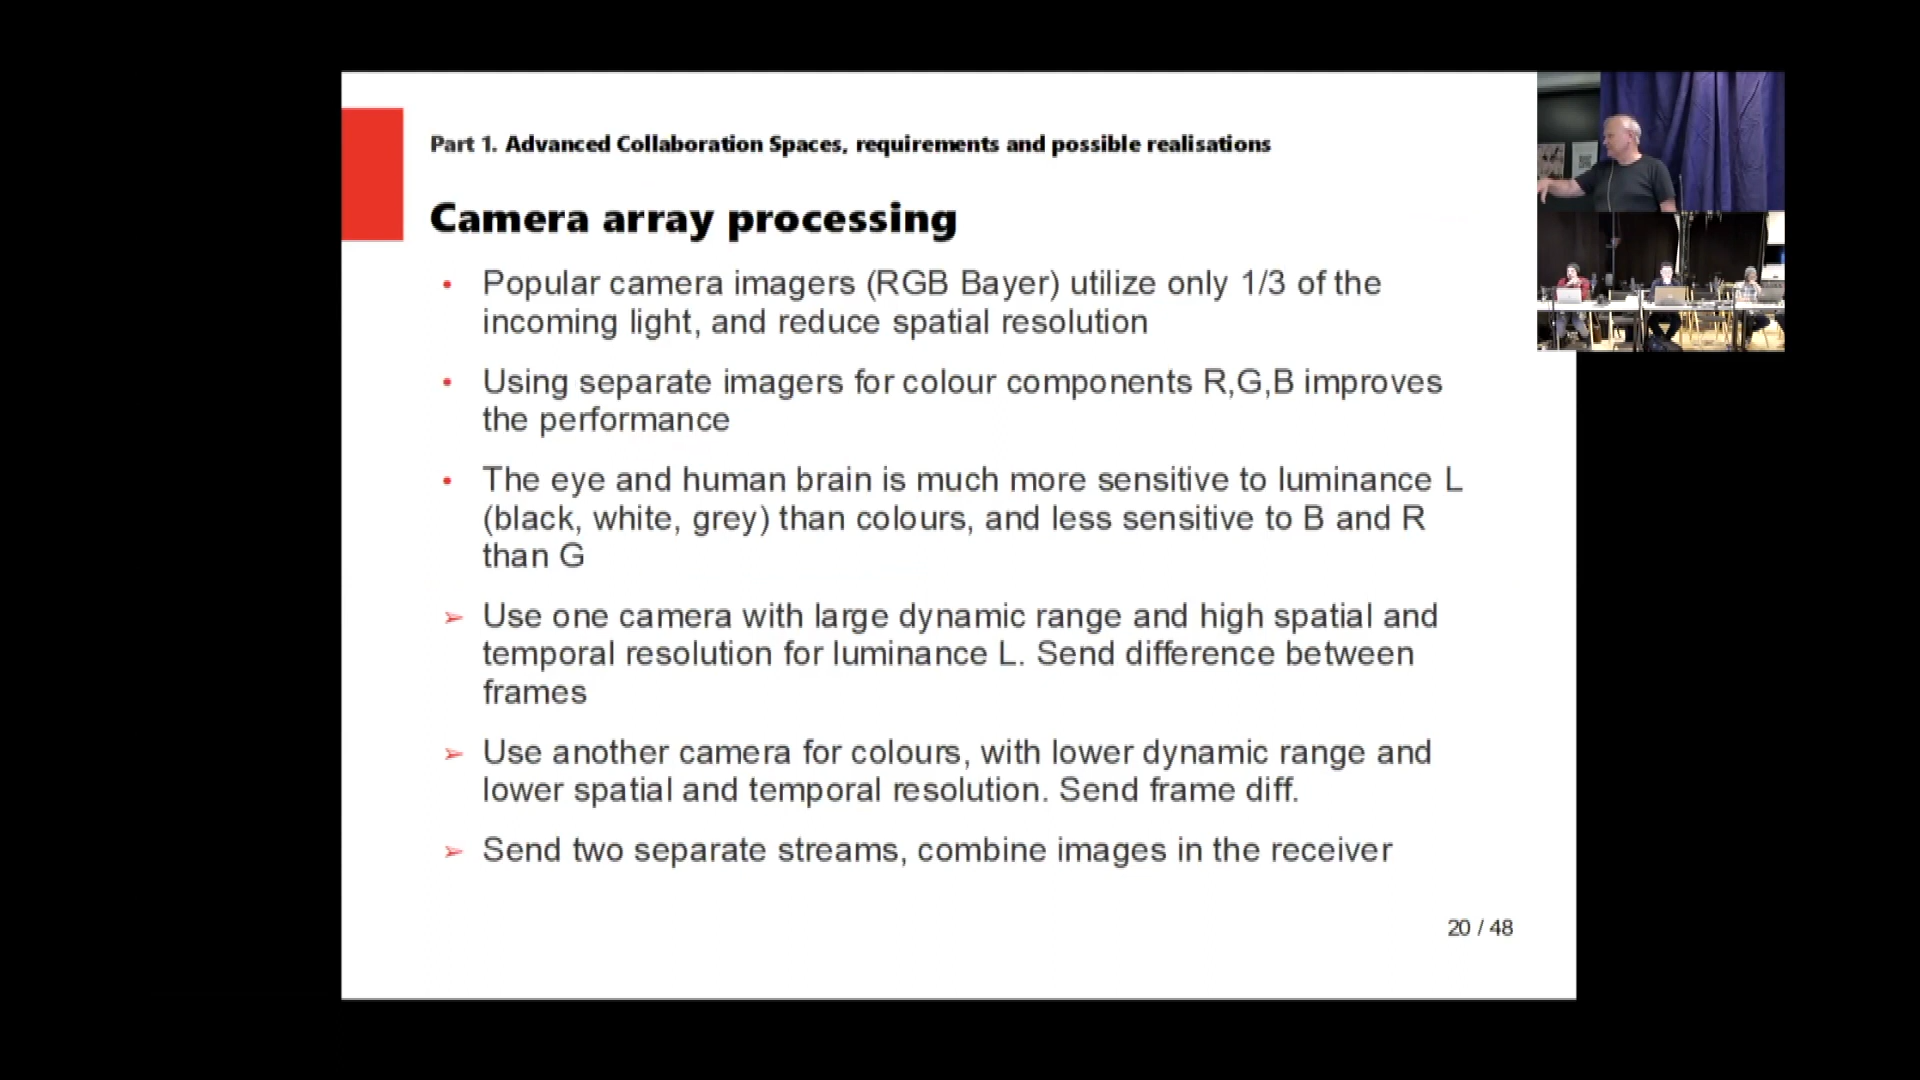 Part 1. Advanced Collaboration Spaces, requirements and possible realisations
Camera array processing
• Popular camera imagers (RGB Bayer) utilize only 1/3 of the
incoming light, and reduce spatial resolution
• Using separate imagers for colour components R,G,B improves
the performance
• The eye and human brain is much more sensitive to luminance L
(black, white, grey) than colours, and less sensitive to B and R
than G
➢ Use one camera with large dynamic range and high spatial and
temporal resolution for luminance L. Send difference between
frames
➢ Use another camera for colours, with lower dynamic range and
lower spatial and temporal resolution. Send frame diff.
➢ Send two separate streams, combine images in the receiver
20 / 48